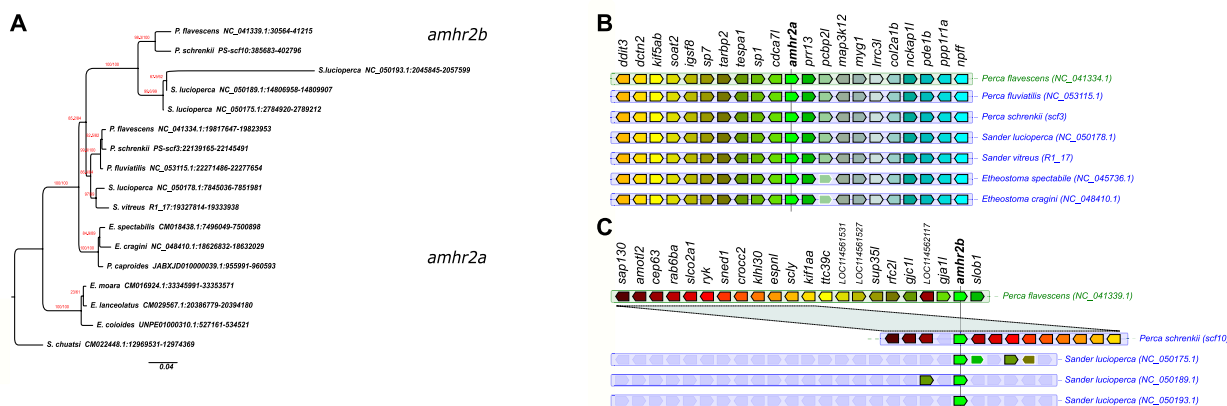 A
amhr2b
P. flavescens NC_041339.1:30564-41215
P. schrenkii PS-scf10:385683-402796
S.lucioperca NC_050193.1:2045845-2057599
S. lucioperca NC_050189.1:14806958-14809907
S. lucioperca NC_050175.1:2784920-2789212
P. flavescens NC_041334.1:19817647-19823953
P. schrenkii PS-scf3:22139165-22145491
P. fluviatilis NC_053115.1:22271486-22277654
S. lucioperca NC_050178.1:7845036-7851981
S. vitreus R1_17:19327814-19333938
E. spectabilis CM018438.1:7496049-7500898
E. cragini NC_048410.1:18626832-18632029
amhr2a
P. caproides JABXJD010000039.1:955991-960593
E. moara CM016924.1:33345991-33353571
E. lanceolatus CM029567.1:20386779-20394180
E. coioides UNPE01000310.1:527161-534521
S. chuatsi CM022448.1:12969531-12974369
0.04
B
ddit3 dctn2 kif5ab soat2 igsf8 sp7 tarbp2 tespa1 sp1 cdca7l amhr2a prr13 pcbp2l map3k12 myg1 lrrc3l col2a1b nckap1l pde1b ppp1r1a npff
Perca flavescens (NC_041334.1)
Perca fluviatilis (NC_053115.1)
Perca schrenkii (scf3)
Sander lucioperca (NC_050178.1)
Sander vitreus (R1_17)
Etheostoma spectabile (NC_045736.1)
Etheostoma cragini (NC_048410.1)
C
sap130 amotl2 cep63 rab6ba slco2a1 ryk sned1 crocc2 klhl30 espnl scly kif1aa ttc39c LOC114561531 LOC114561527 sup35l rfc2l gjc1l LOC114562117 gja1l amhr2b slob1
Perca flavescens (NC_041339.1)
Perca schrenkii (scf10)
Sander lucioperca (NC_050175.1)
Sander lucioperca (NC_050189.1)
Sander lucioperca (NC_050193.1)